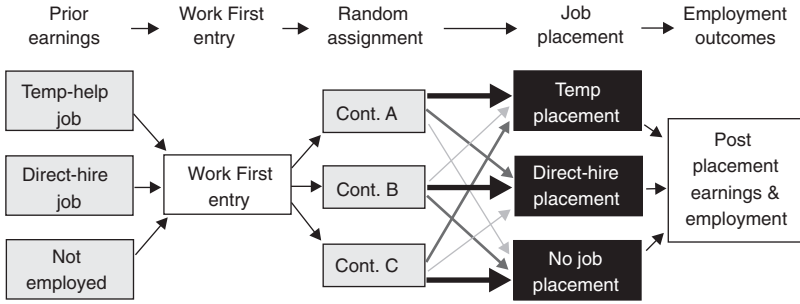 Prior
earnings
Work First
entry
Random
assignment
Job
placement
Employment
outcomes
Temp-help
job
Direct-hire
job
Not
employed
Work First
entry
Cont. A
Cont. B
Cont. C
Temp
placement
Direct-hire
placement
No job
placement
Post
placement
earnings &
employment